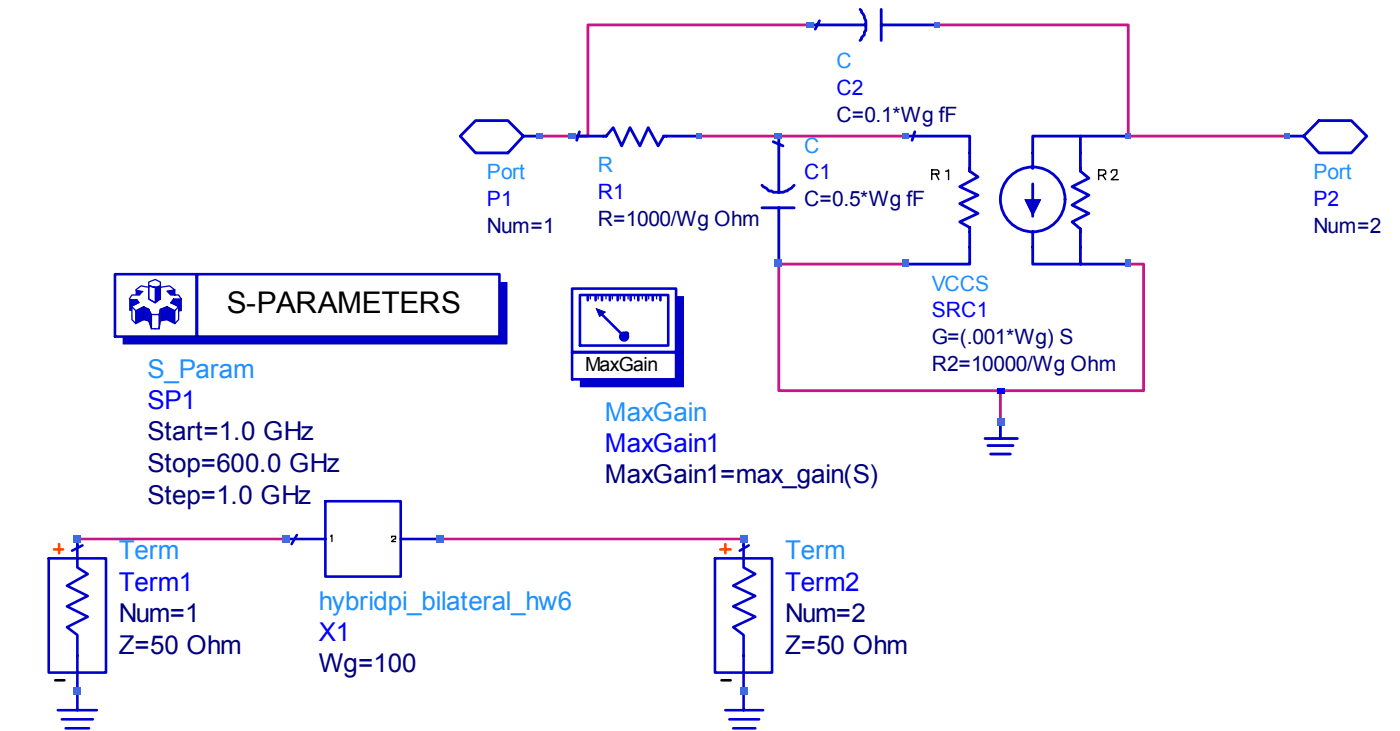 C
C2
C=0.1*Wg fF
Port
P1
Num=1
R
R1
R=1000/Wg Ohm
C
C1
C=0.5*Wg fF
R1
R2
VCCS
SRC1
G=(.001*Wg) S
R2=10000/Wg Ohm
Port
P2
Num=2
S-PARAMETERS
S_Param
SP1
Start=1.0 GHz
Stop=600.0 GHz
Step=1.0 GHz
MaxGain
MaxGain
MaxGain1
MaxGain1=max_gain(S)
+
Term
Term1
Num=1
Z=50 Ohm
-
1
2
hybridpi_bilateral_hw6
X1
Wg=100
+
Term
Term2
Num=2
Z=50 Ohm
-